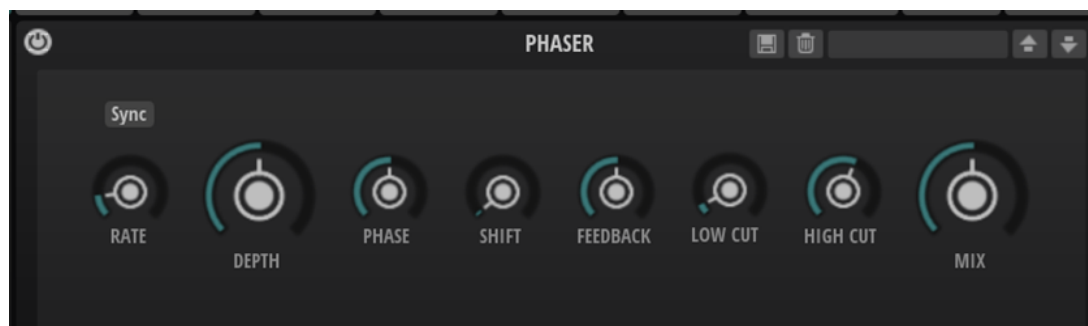 PHASER
Sync
RATE
DEPTH
PHASE
SHIFT
FEEDBACK
LOW CUT
HIGH CUT
MIX